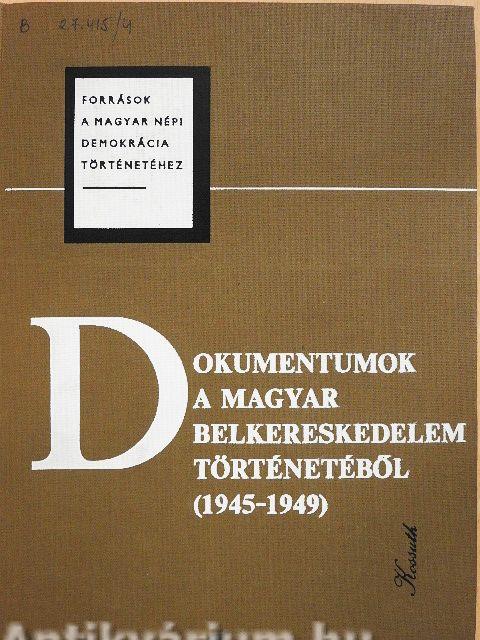 B 27.415/4
FORRÁSOK
A MAGYAR NÉPI
DEMOKRÁCIA
TÖRTÉNETÉHEZ
DOKUMENTUMOK
A MAGYAR
BELKERESKEDELEM
TÖRTÉNETÉBŐL
(1945-1949)
Kossuth
Antikvárium.hu